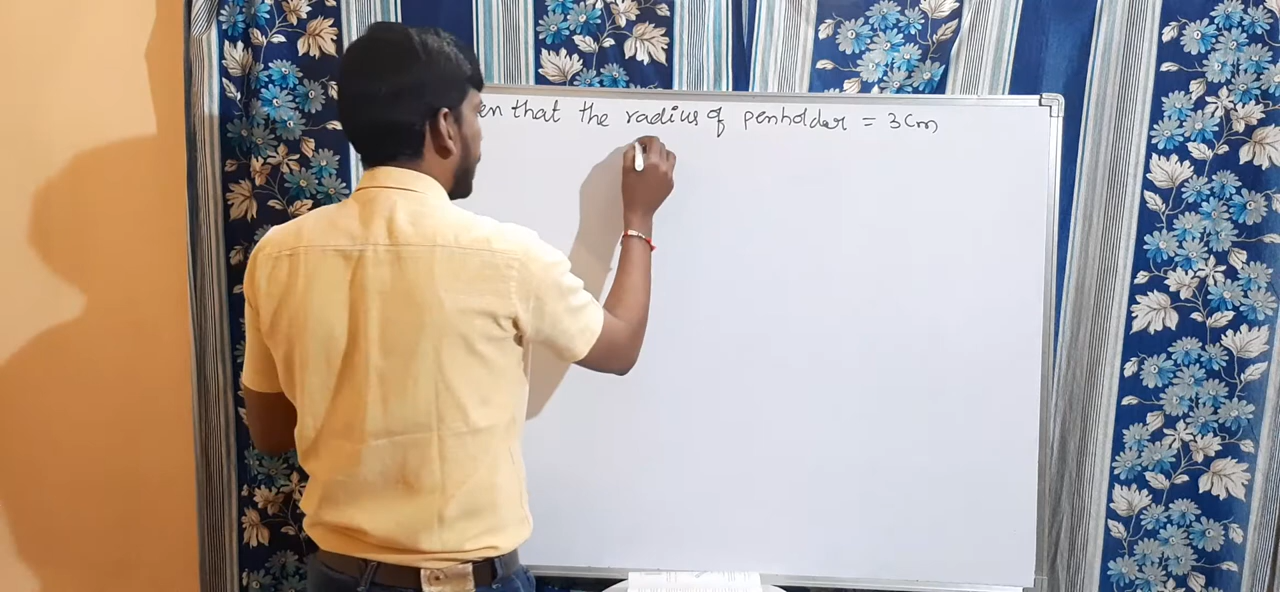 en that the radius of penholder = 3cm